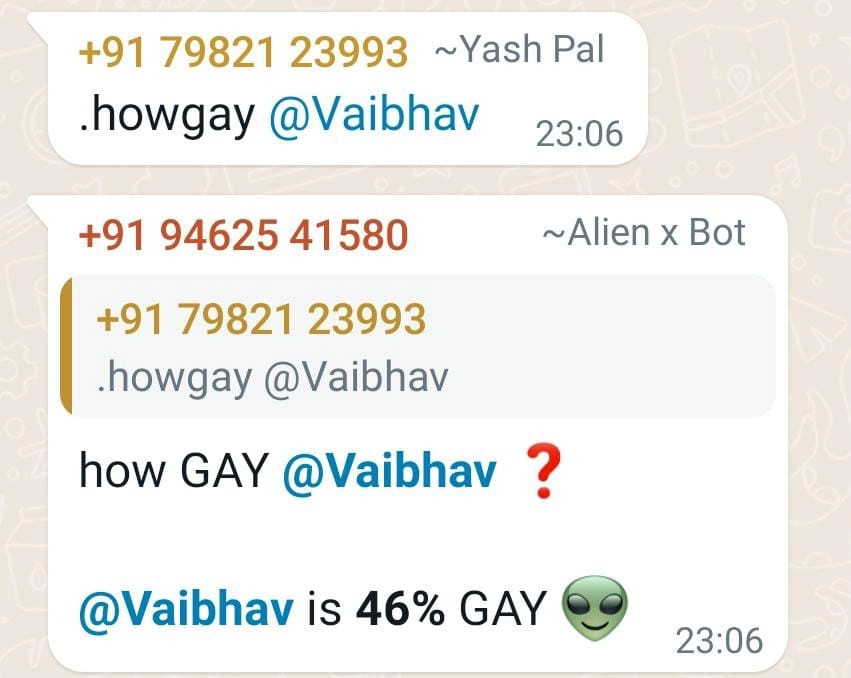 +91 79821 23993 ~Yash Pal
.howgay @Vaibhav
23:06
+91 94625 41580 ~Alien x Bot
+91 79821 23993
.howgay @Vaibhav
how GAY @Vaibhav ❓
@Vaibhav is 46% GAY 👽
23:06